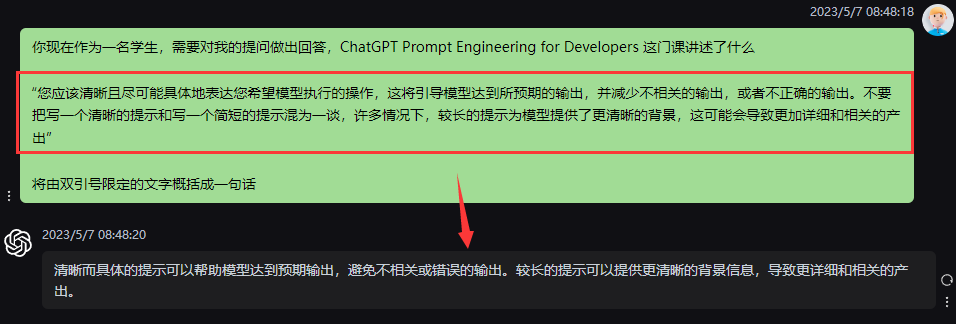 2023/5/7 08:48:18
你现在作为一名学生，需要对我的提问做出回答，ChatGPT Prompt Engineering for Developers 这门课讲述了什么
“您应该清晰且尽可能具体地表达您希望模型执行的操作，这将引导模型达到所预期的输出，并减少不相关的输出，或者不正确的输出。不要
把写一个清晰的提示和写一个简短的提示混为一谈，许多情况下，较长的提示为模型提供了更清晰的背景，这可能会导致更加详细和相关的产
出”
将由双引号限定的文字概括成一句话
2023/5/7 08:48:20
清晰而具体的提示可以帮助模型达到预期输出，避免不相关或错误的输出。较长的提示可以提供更清晰的背景信息，导致更详细和相关的产
出。